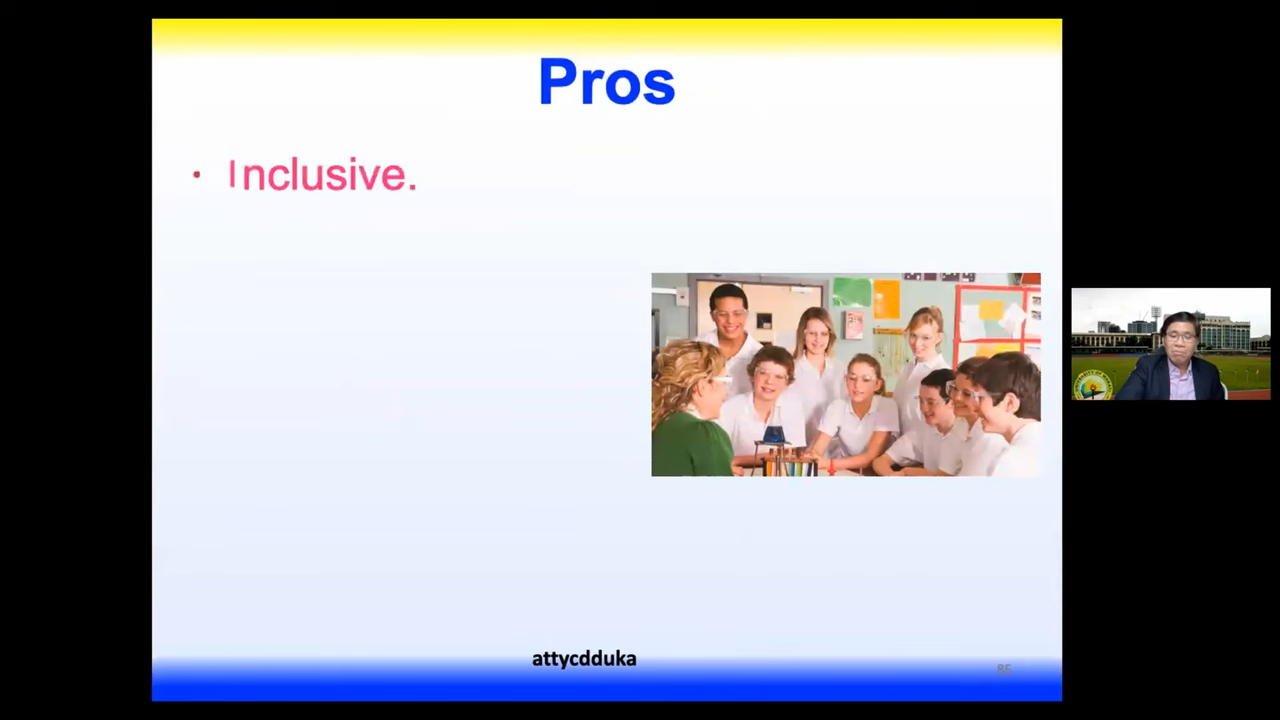 Pros
• Inclusive.
attycdduka